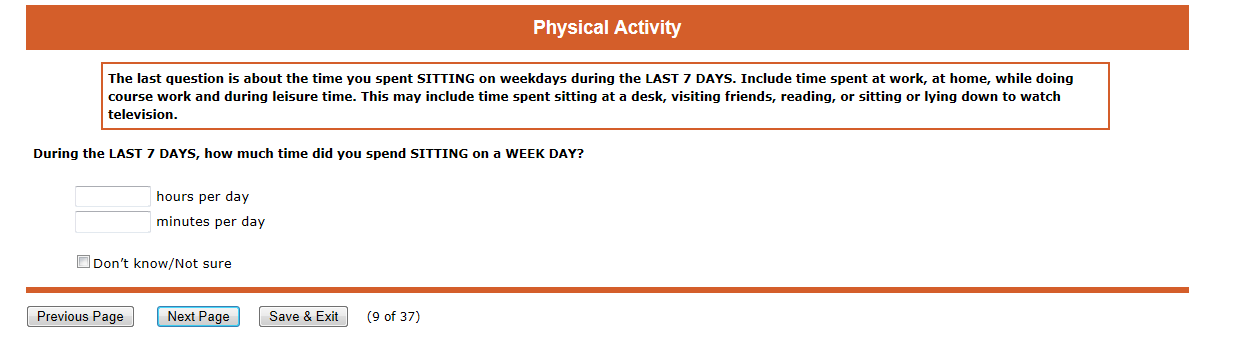 Physical Activity
The last question is about the time you spent SITTING on weekdays during the LAST 7 DAYS. Include time spent at work, at home, while doing
course work and during leisure time. This may include time spent sitting at a desk, visiting friends, reading, or sitting or lying down to watch
television.
During the LAST 7 DAYS, how much time did you spend SITTING on a WEEK DAY?
hours per day
minutes per day
Don’t know/Not sure
Previous Page Next Page Save & Exit (9 of 37)